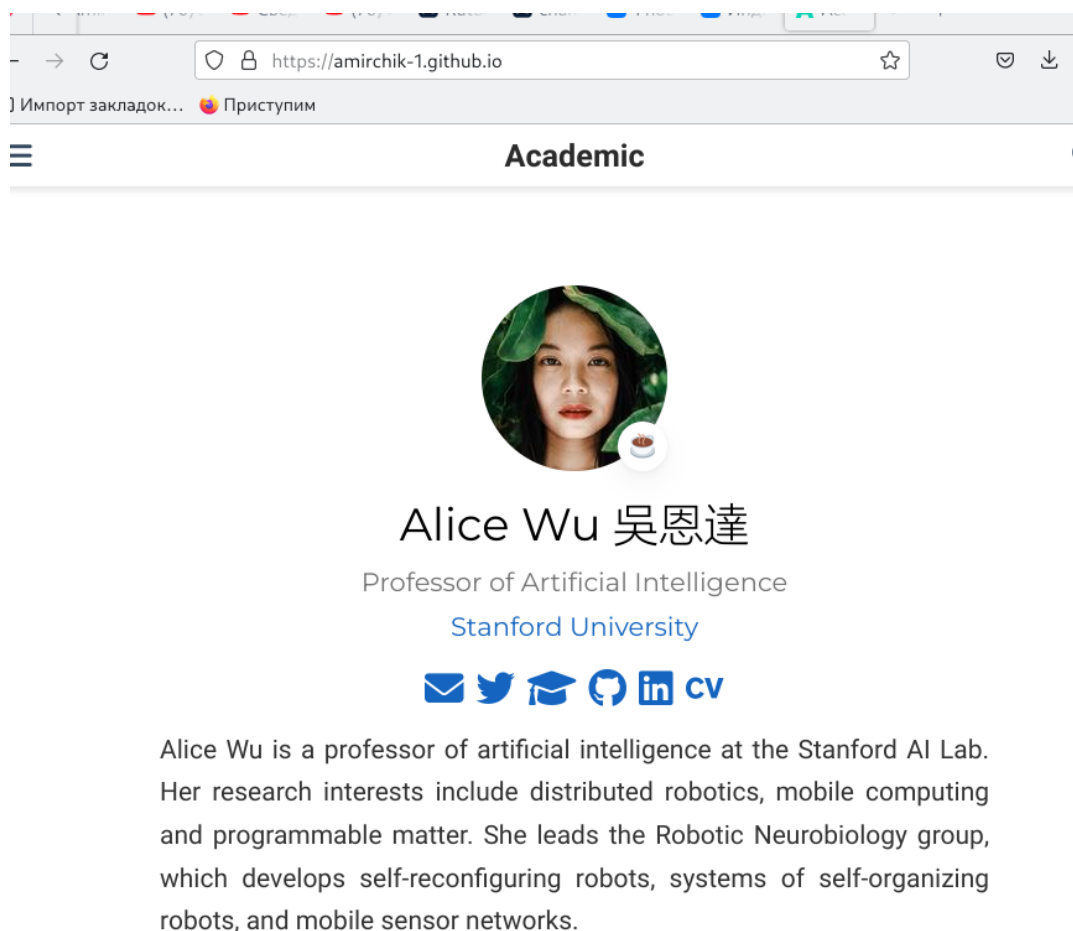 https://amirchik-1.github.io
Импорт закладок... Приступим
Academic
Alice Wu 吳恩達
Professor of Artificial Intelligence
Stanford University
in CV
Alice Wu is a professor of artificial intelligence at the Stanford AI Lab.
Her research interests include distributed robotics, mobile computing
and programmable matter. She leads the Robotic Neurobiology group,
which develops self-reconfiguring robots, systems of self-organizing
robots, and mobile sensor networks.